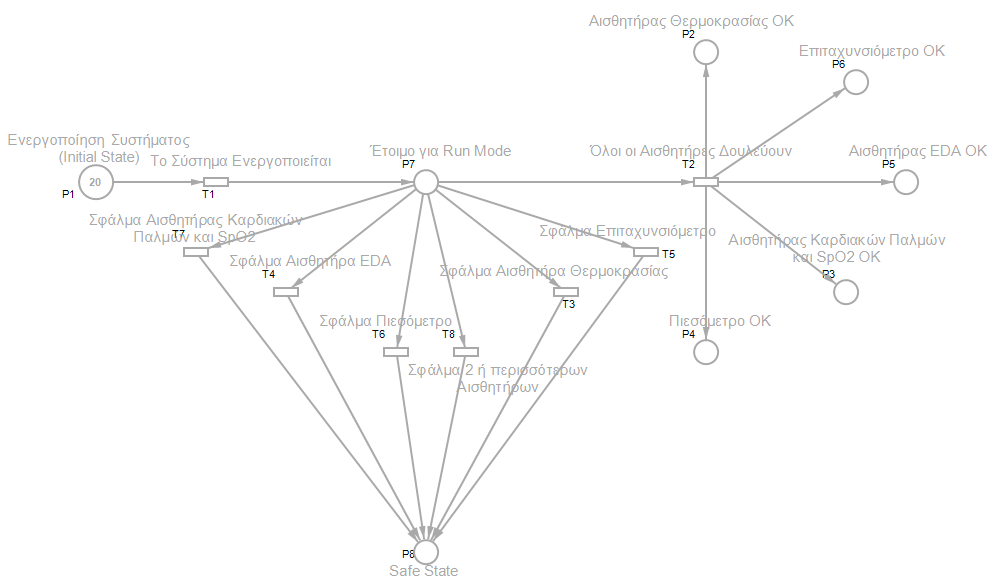 Αισθητήρας Θερμοκρασίας OK
P2
Επιταχυνσιόμετρο OK
P6
Ενεργοποίηση Συστήματος
(Initial State)
20
P1
Το Σύστημα Ενεργοποιείται
T1
Έτοιμο για Run Mode
P7
Όλοι οι Αισθητήρες Δουλεύουν
T2
Αισθητήρας EDA OK
P5
Σφάλμα Αισθητήρας Καρδιακών
Παλμών και SpO2
T7
Σφάλμα Επιταχυνσιόμετρο
T5
Αισθητήρας Καρδιακών Παλμών
και SpO2 OK
P3
Σφάλμα Αισθητήρα EDA
T4
Σφάλμα Αισθητήρα Θερμοκρασίας
T3
Σφάλμα Πιεσόμετρο
T6
T8
Πιεσόμετρο OK
P4
Σφάλμα 2 ή περισσότερων
Αισθητήρων
P8
Safe State